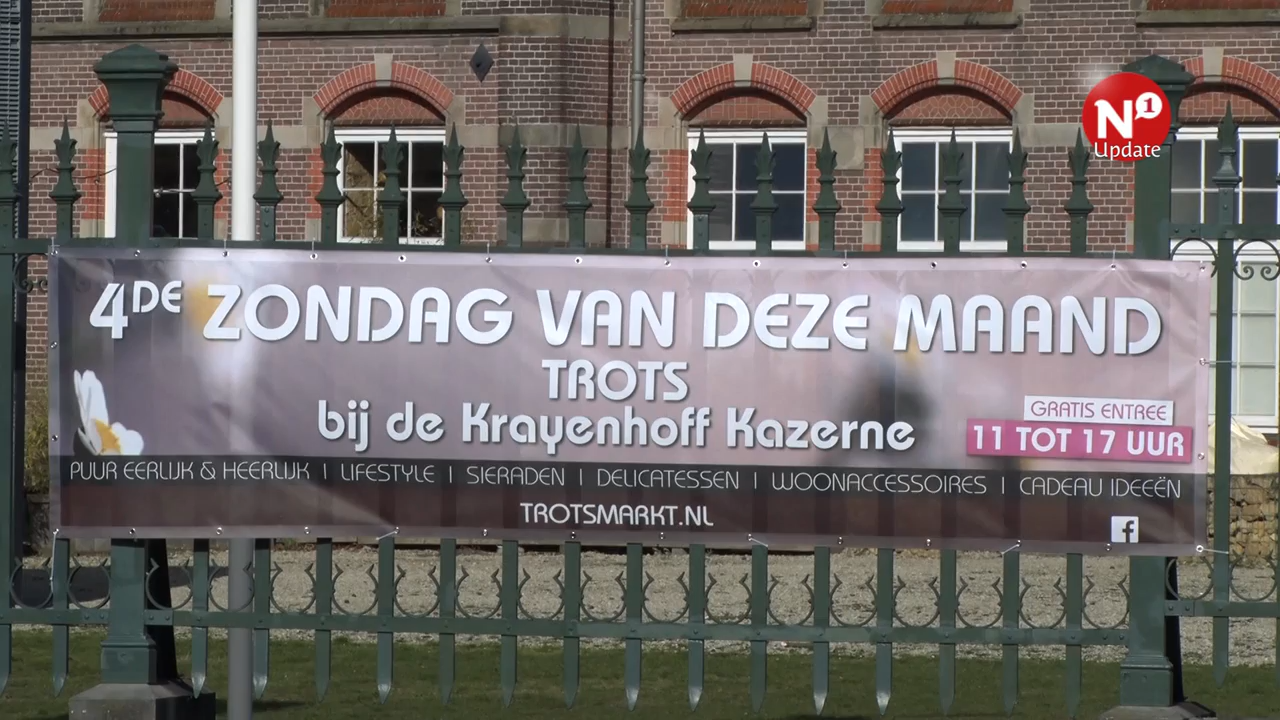 N1
Update
4DE ZONDAG VAN DEZE MAAND
TROTS
bij de Krayenhoff Kazerne
GRATIS ENTREE
11 TOT 17 UUR
PUUR EERLIJK & HEERLIJK | LIFESTYLE | SIERADEN | DELICATESSEN | WOONACCESSOIRES | CADEAU IDEEËN
TROTSMARKT.NL
f